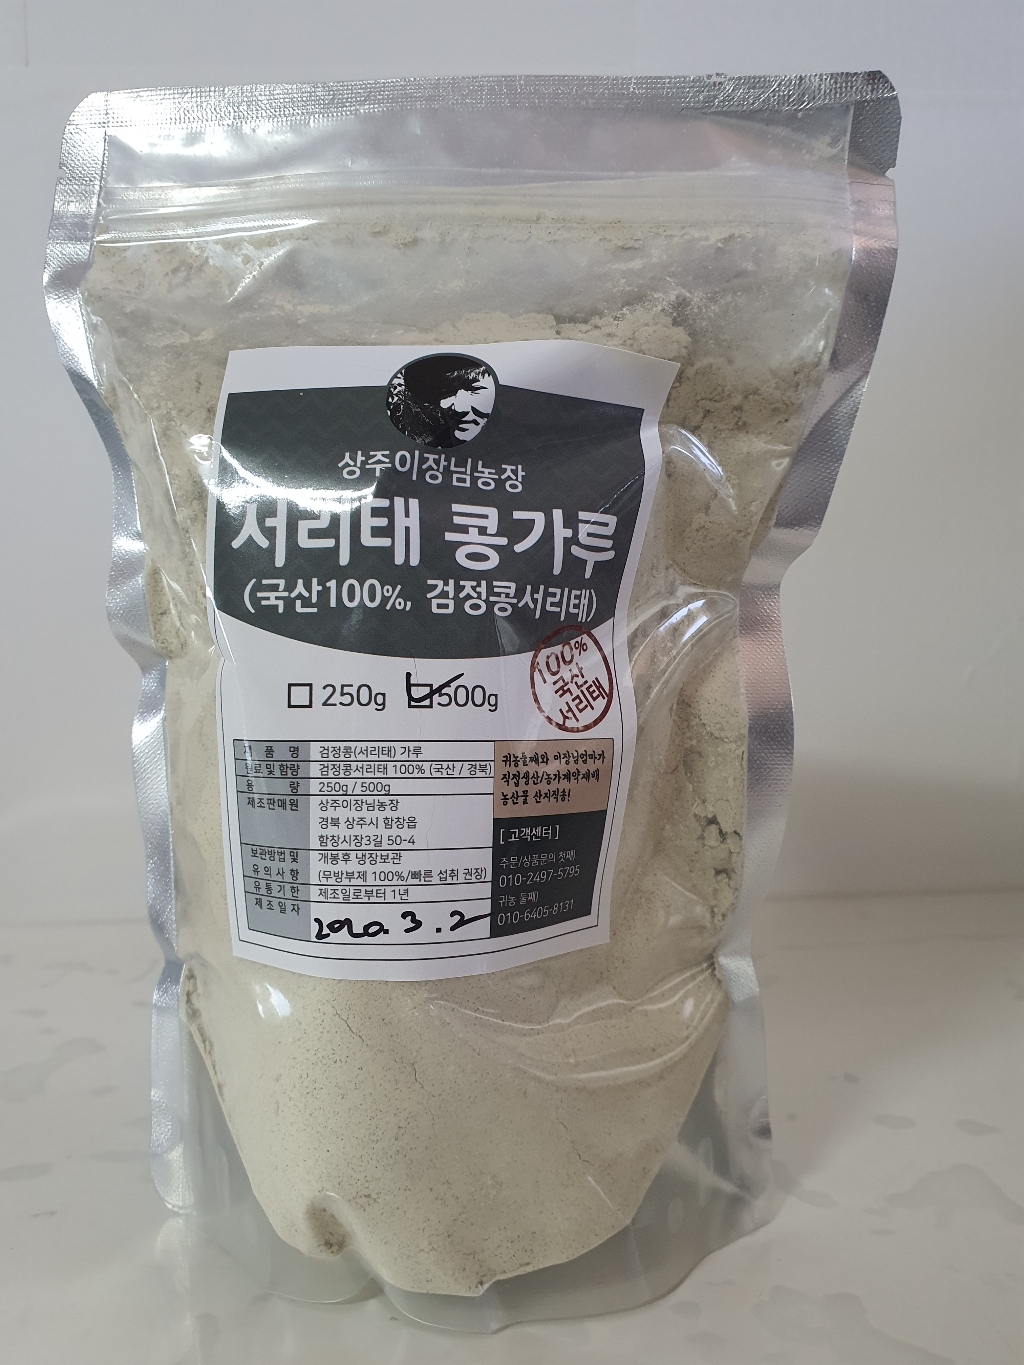 상주이장님농장
서리태 콩가루
(국산100%, 검정콩서리태)
250g 500g
100%
국산
서리태
제 품 명 검정콩(서리태) 가루
원료 및 함량 검정콩서리태 100% (국산 / 경북)
용 량 250g / 500g
제조판매원 상주이장님농장
경북 상주시 함창읍
함창시장3길 50-4
보관방법 및 개봉후 냉장보관
유 의 사 항 (무방부제 100%/빠른 섭취 권장)
유 통 기 한 제조일로부터 1년
제 조 일 자 2020. 3. 2
귀농둘째와 이장님엄마가
직접생산/농가계약재배
농산물 산지직송!
[ 고객센터 ]
주문/상품문의 첫째)
010-2497-5795
귀농 둘째)
010-6405-8131